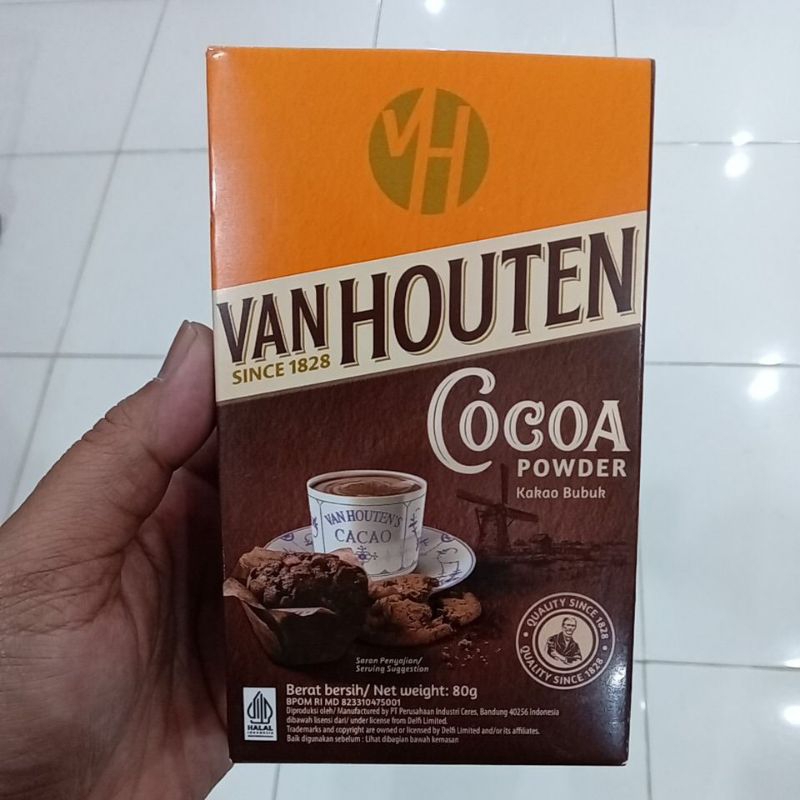 VH
VAN HOUTEN
SINCE 1828
COCOA
POWDER
Kakao Bubuk
VAN HOUTEN'S
CACAO
QUALITY SINCE 1828
QUALITY SINCE 1828
Saran Penyajian/
Serving Suggestion
Berat bersih/ Net weight: 80g
BPOM RI MD 823310475001
Diproduksi oleh/ Manufactured by PT Perusahaan Industri Ceres, Bandung 40256 Indonesia
dibawah lisensi dari/ under license from Delfi Limited.
Trademarks and copyright are owned or licensed by Delfi Limited and/or its affiliates.
Baik digunakan sebelum : Lihat dibagian bawah kemasan
HALAL
INDONESIA